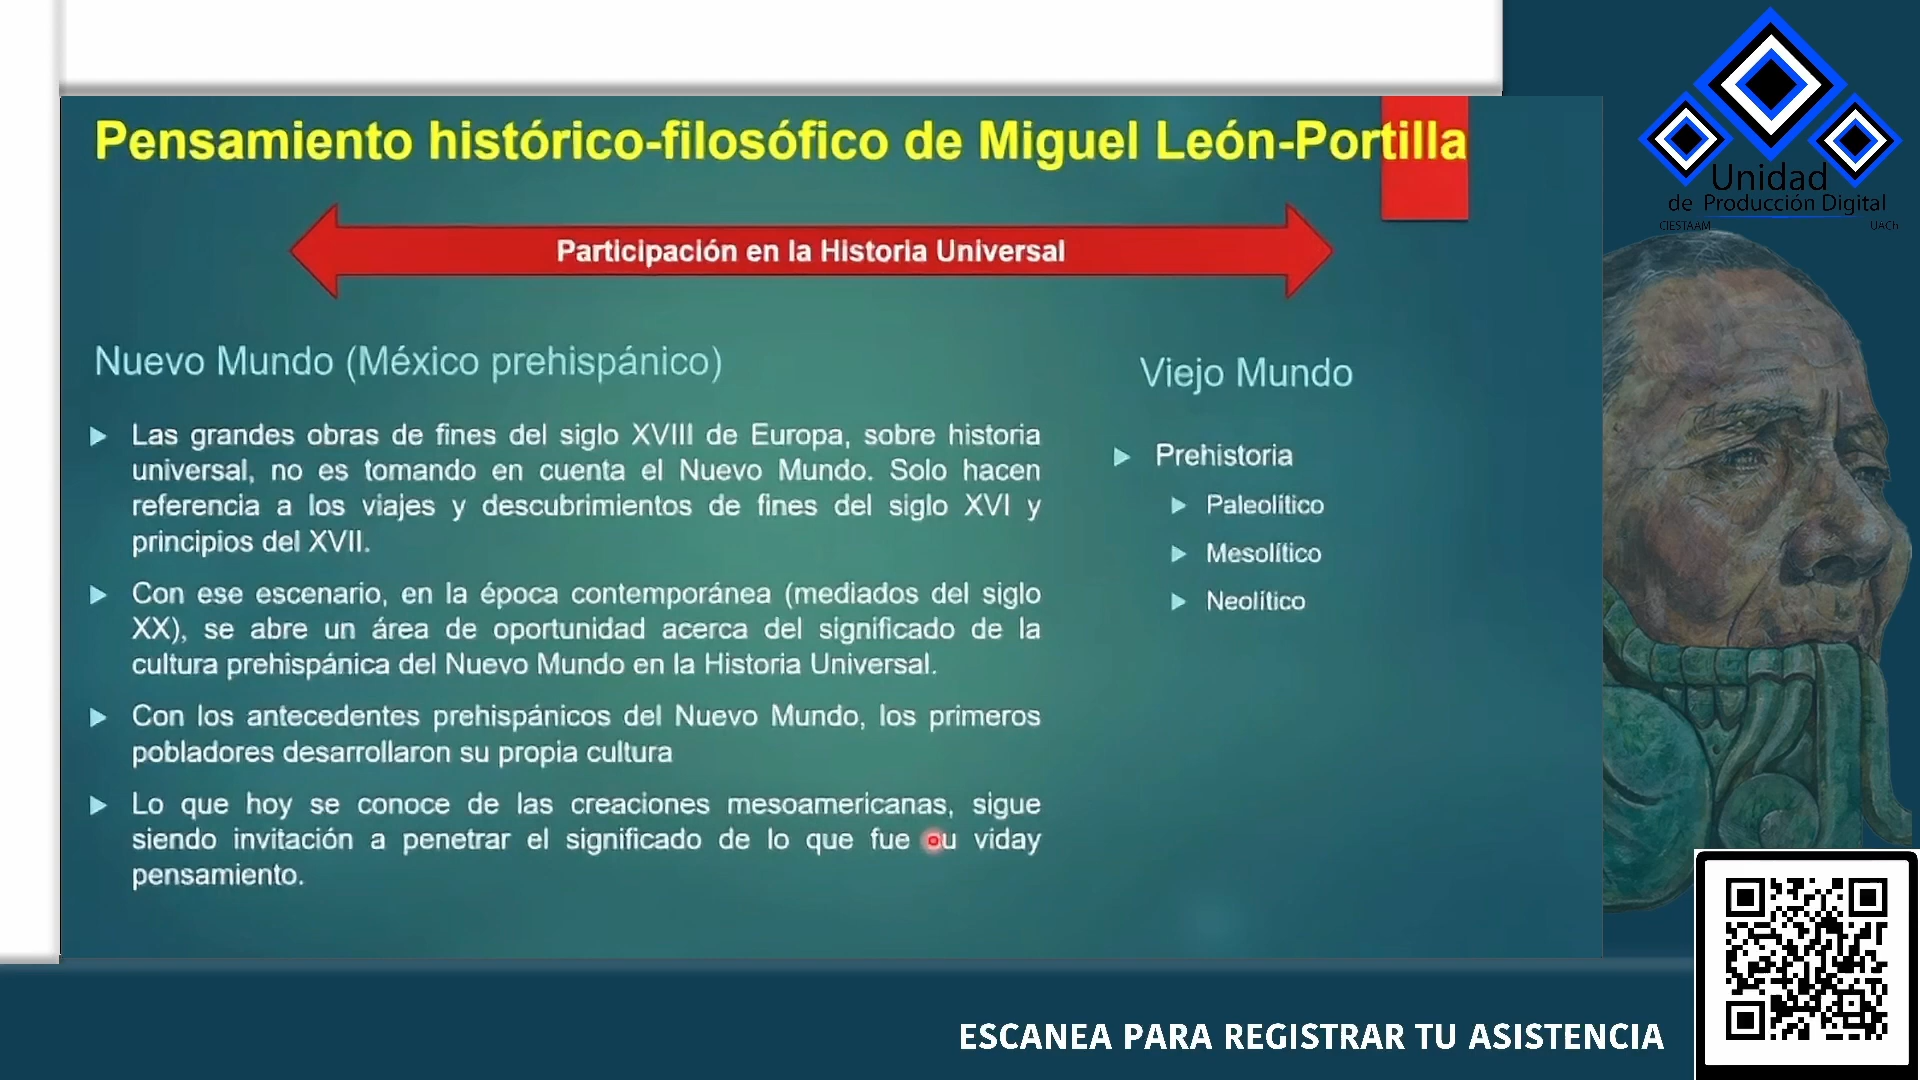 Pensamiento histórico-filosófico de Miguel León-Portilla
Participación en la Historia Universal
Nuevo Mundo (México prehispánico)
Las grandes obras de fines del siglo XVIII de Europa, sobre historia
universal, no es tomando en cuenta el Nuevo Mundo. Solo hacen
referencia a los viajes y descubrimientos de fines del siglo XVI y
principios del XVII.
Con ese escenario, en la época contemporánea (mediados del siglo
XX), se abre un área de oportunidad acerca del significado de la
cultura prehispánica del Nuevo Mundo en la Historia Universal.
Con los antecedentes prehispánicos del Nuevo Mundo, los primeros
pobladores desarrollaron su propia cultura
Lo que hoy se conoce de las creaciones mesoamericanas, sigue
siendo invitación a penetrar el significado de lo que fue su viday
pensamiento.
Viejo Mundo
Prehistoria
Paleolítico
Mesolítico
Neolítico
Unidad
de Producción Digital
CIESTAAM UACh
ESCANEA PARA REGISTRAR TU ASISTENCIA